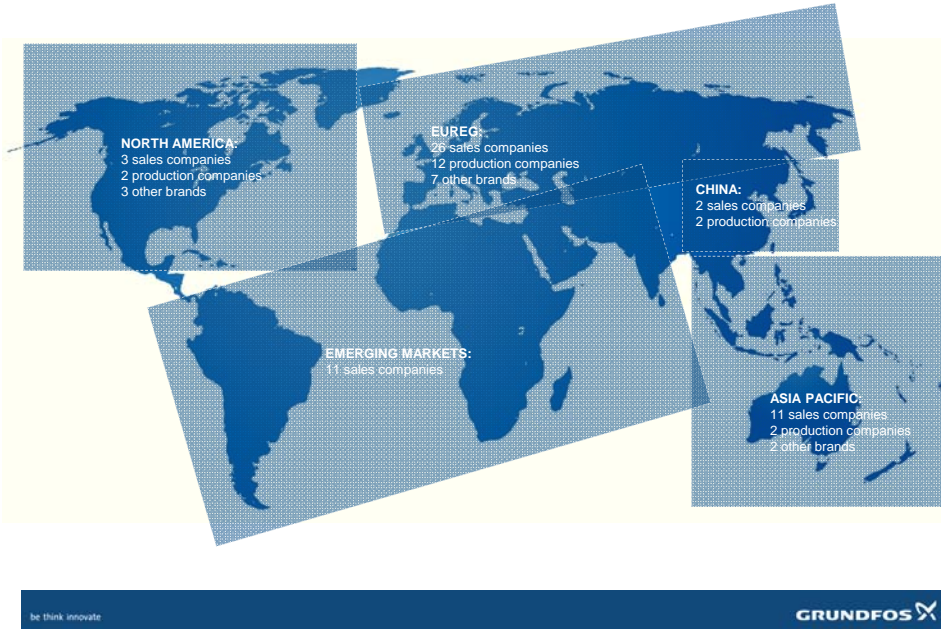 NORTH AMERICA:
3 sales companies
2 production companies
3 other brands
EUREG:
26 sales companies
12 production companies
7 other brands
CHINA:
2 sales companies
2 production companies
EMERGING MARKETS:
11 sales companies
ASIA PACIFIC:
11 sales companies
2 production companies
2 other brands
be think innovate
GRUNDFOS